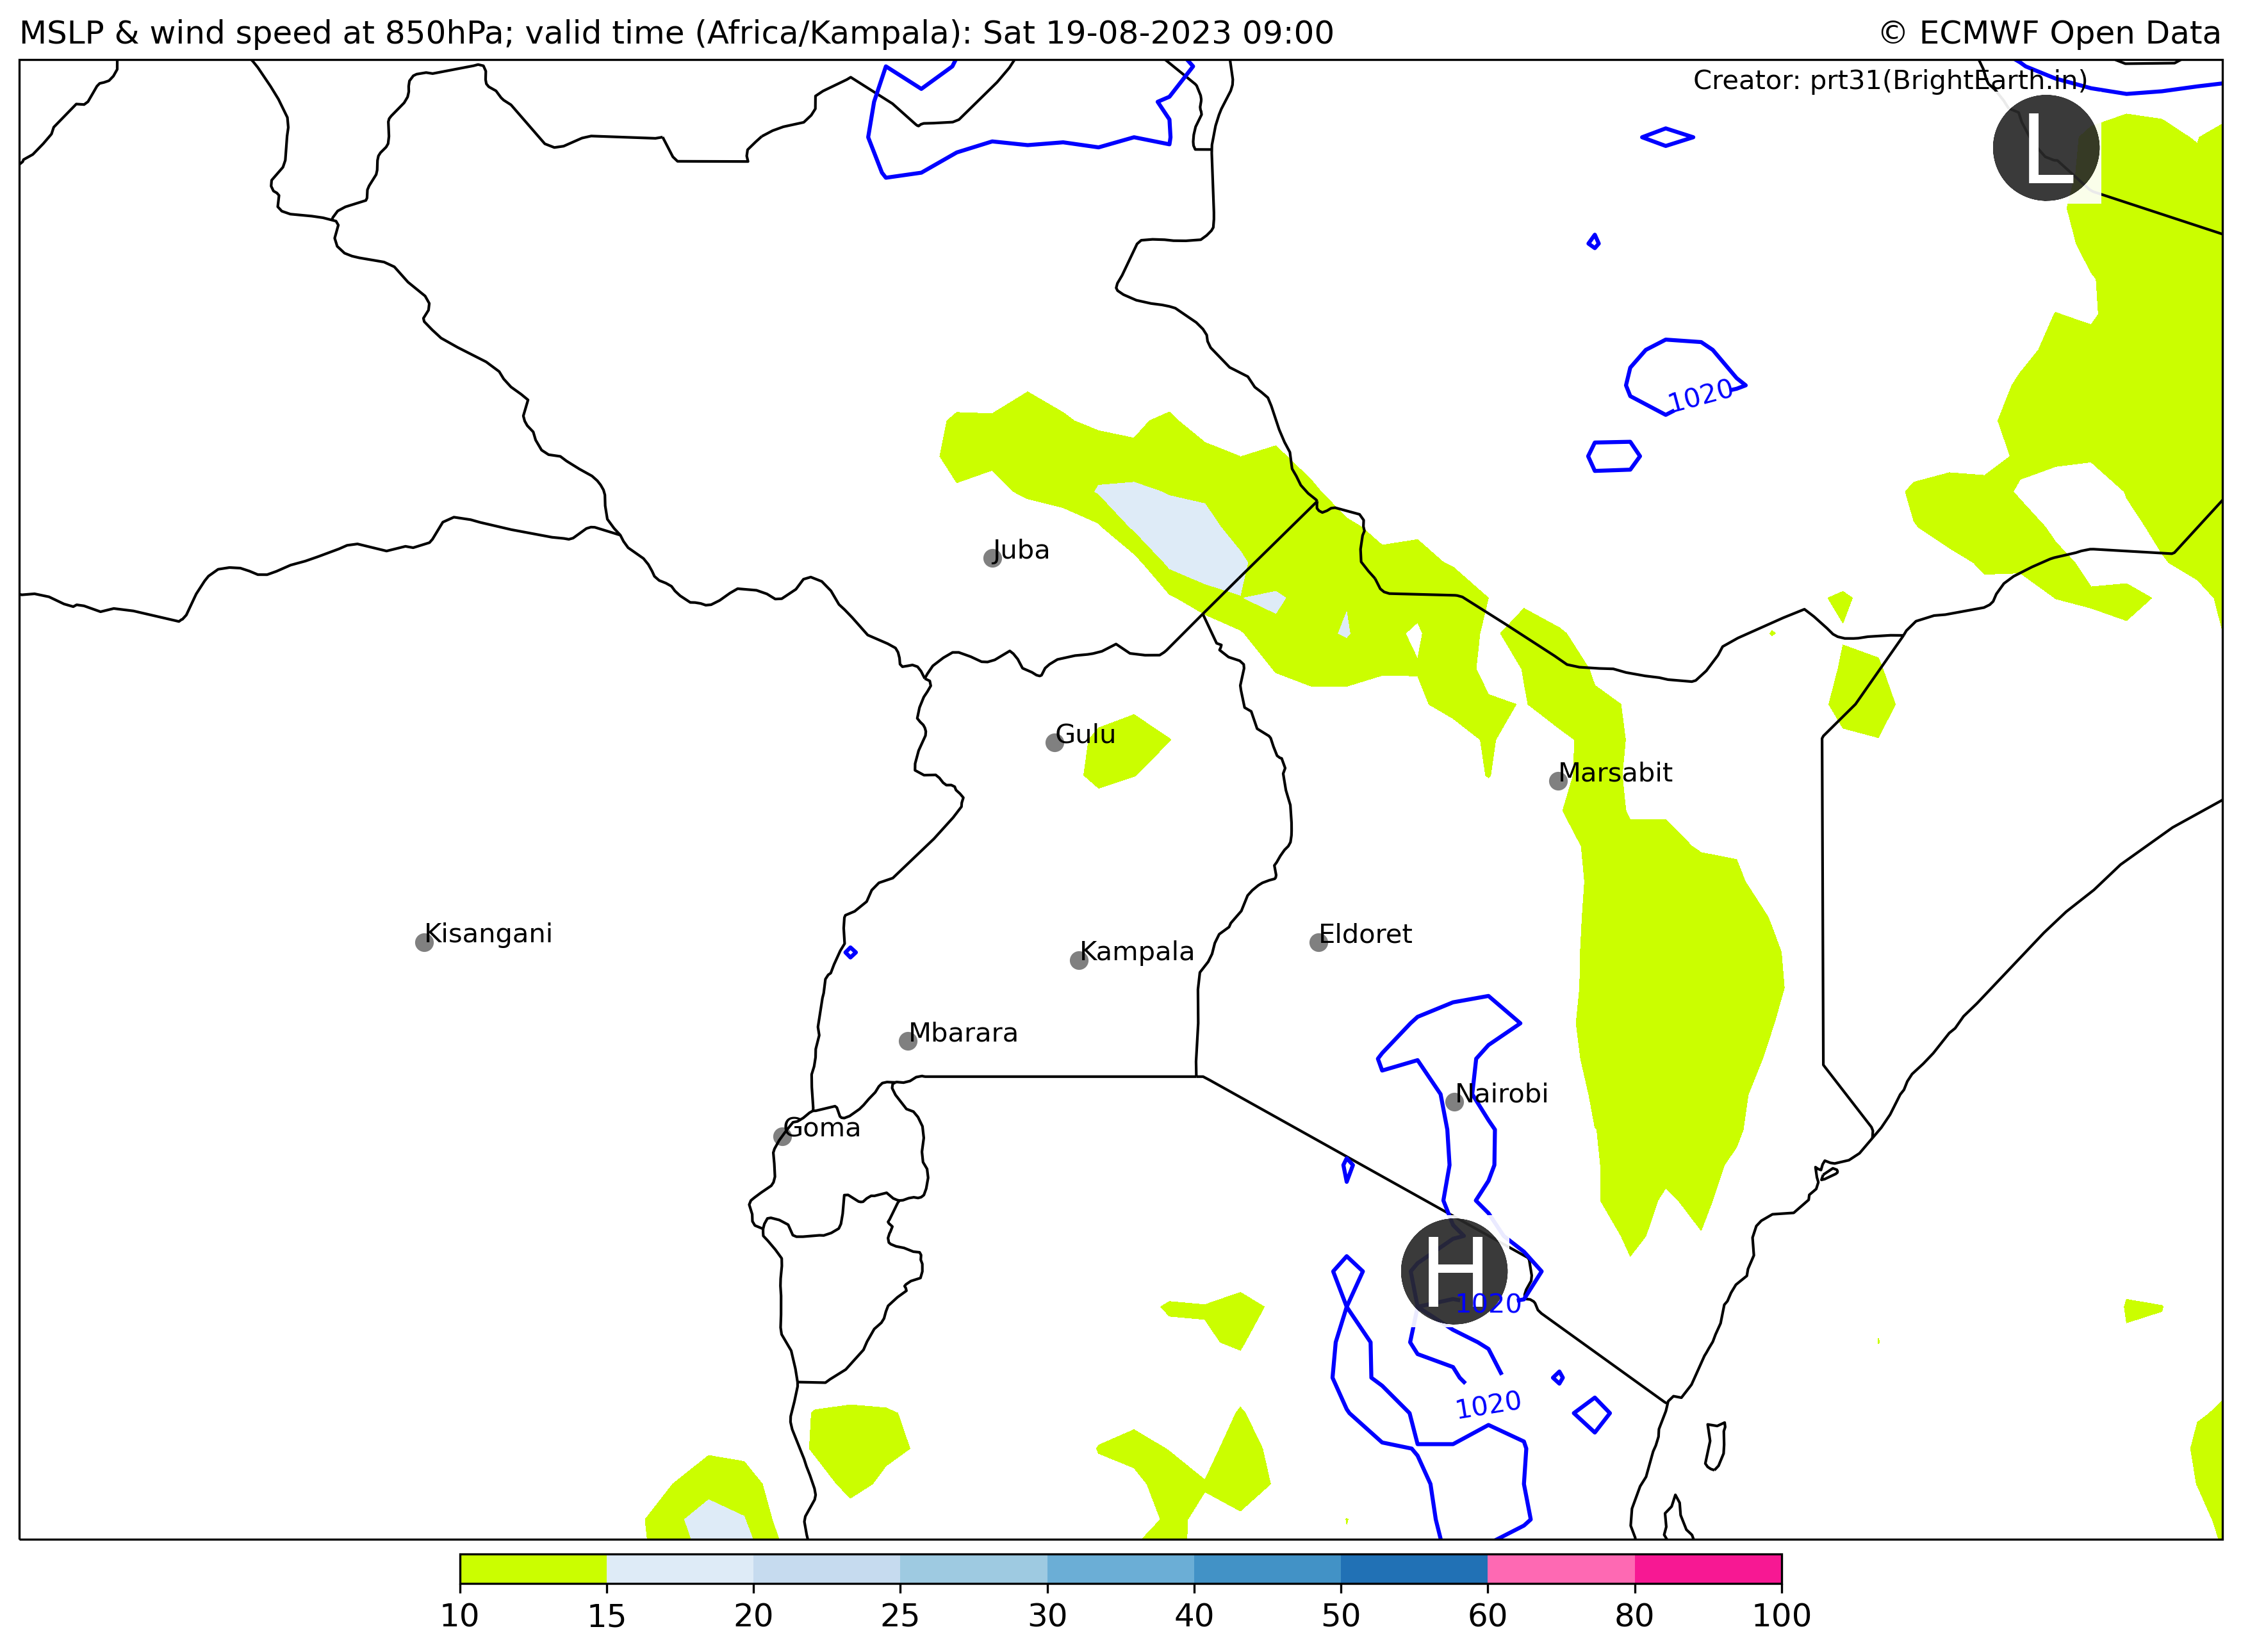 MSLP & wind speed at 850hPa; valid time (Africa/Kampala): Sat 19-08-2023 09:00
© ECMWF Open Data
Creator: prt31(BrightEarth.in)
L
1020
Juba
Gulu
Marsabit
Kisangani
Eldoret
Kampala
Mbarara
Nairobi
Goma
H
1020
1020
10 15 20 25 30 40 50 60 80 100